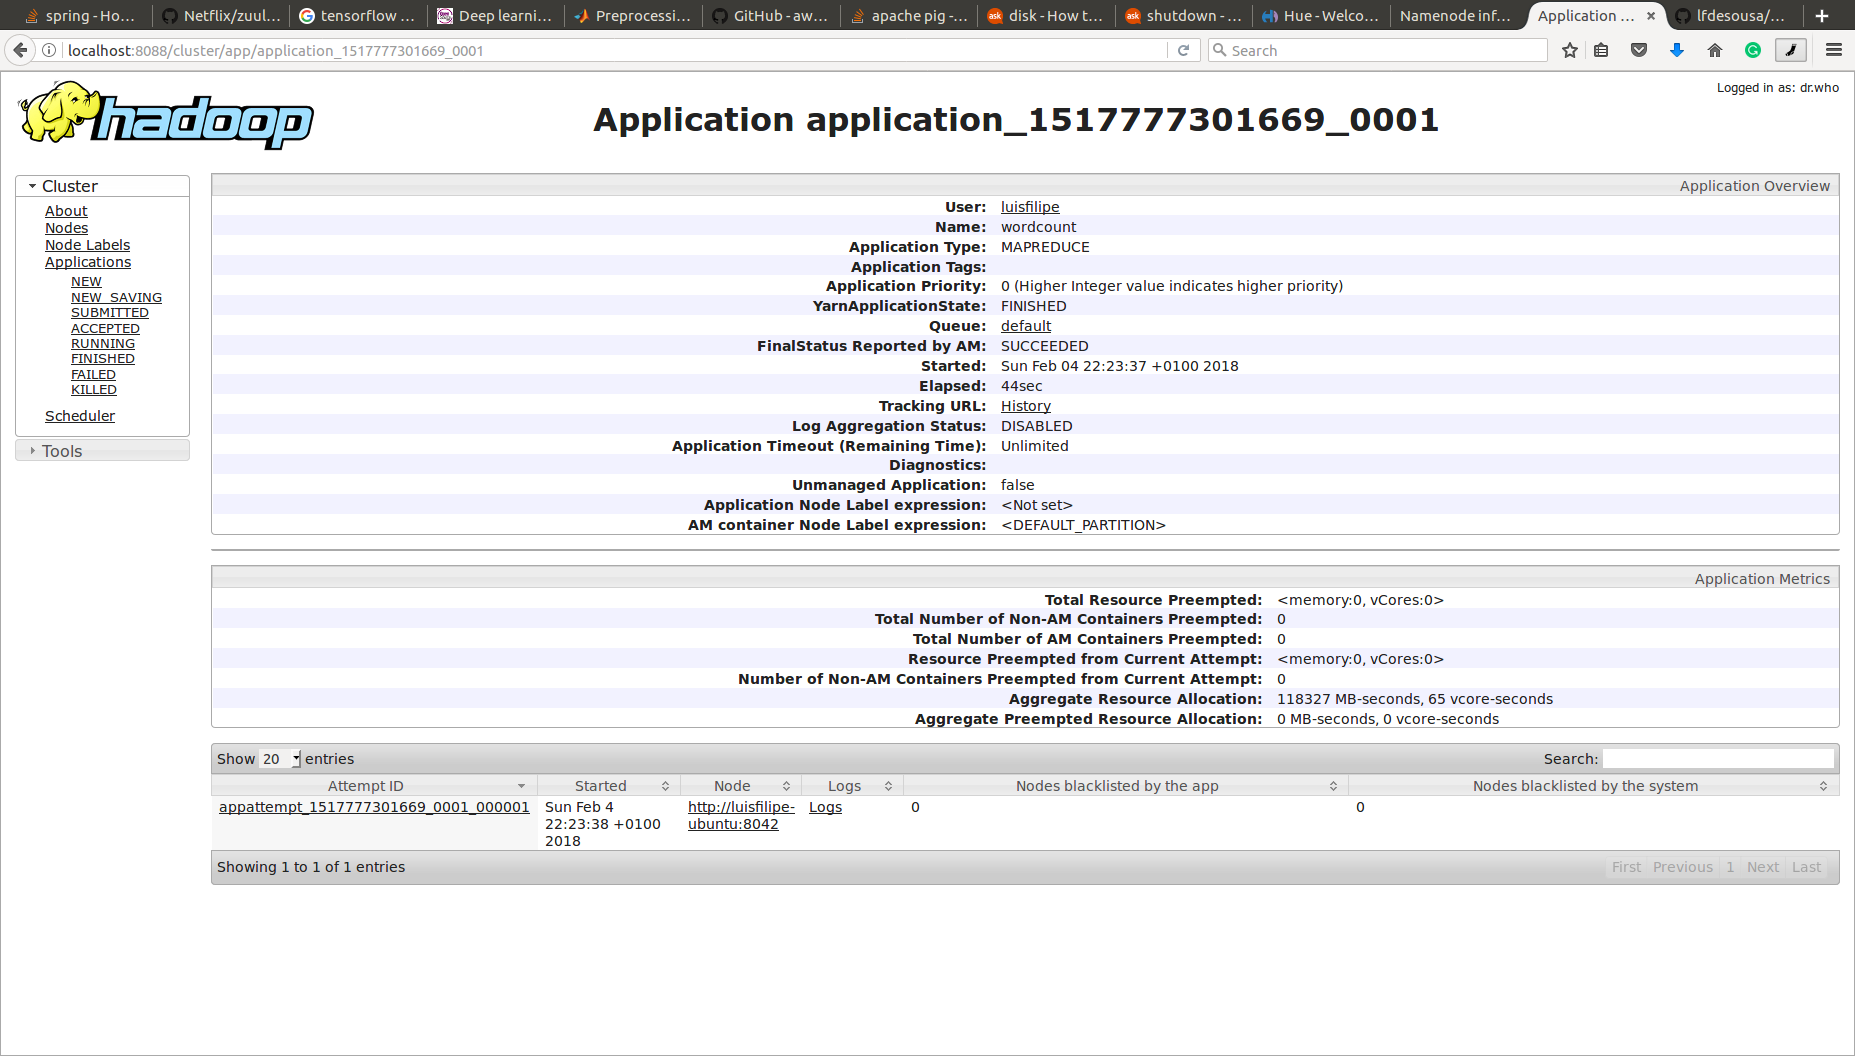 spring - Ho...
Netflix/zuul...
tensorflow ...
Deep learni...
Preprocessi...
GitHub - aw...
apache pig -...
disk - How t...
shutdown - ...
Hue - Welco...
Namenode inf...
Application ...
lfdesousa/...
localhost:8088/cluster/app/application_1517777301669_0001
Search
Logged in as: dr.who
hadoop
Application application_1517777301669_0001
Cluster
About
Nodes
Node Labels
Applications
NEW
NEW_SAVING
SUBMITTED
ACCEPTED
RUNNING
FINISHED
FAILED
KILLED
Scheduler
Tools
Application Overview
User: luisfilipe
Name: wordcount
Application Type: MAPREDUCE
Application Tags:
Application Priority: 0 (Higher Integer value indicates higher priority)
YarnApplicationState: FINISHED
Queue: default
FinalStatus Reported by AM: SUCCEEDED
Started: Sun Feb 04 22:23:37 +0100 2018
Elapsed: 44sec
Tracking URL: History
Log Aggregation Status: DISABLED
Application Timeout (Remaining Time): Unlimited
Diagnostics:
Unmanaged Application: false
Application Node Label expression: <Not set>
AM container Node Label expression: <DEFAULT_PARTITION>
Application Metrics
Total Resource Preempted: <memory:0, vCores:0>
Total Number of Non-AM Containers Preempted: 0
Total Number of AM Containers Preempted: 0
Resource Preempted from Current Attempt: <memory:0, vCores:0>
Number of Non-AM Containers Preempted from Current Attempt: 0
Aggregate Resource Allocation: 118327 MB-seconds, 65 vcore-seconds
Aggregate Preempted Resource Allocation: 0 MB-seconds, 0 vcore-seconds
Show 20 entries
Search:
Attempt ID Started Node Logs Nodes blacklisted by the app Nodes blacklisted by the system
appattempt_1517777301669_0001_000001 Sun Feb 4 http://luisfilipe- Logs 0 0
22:23:38 +0100 ubuntu:8042
2018
Showing 1 to 1 of 1 entries
First Previous 1 Next Last